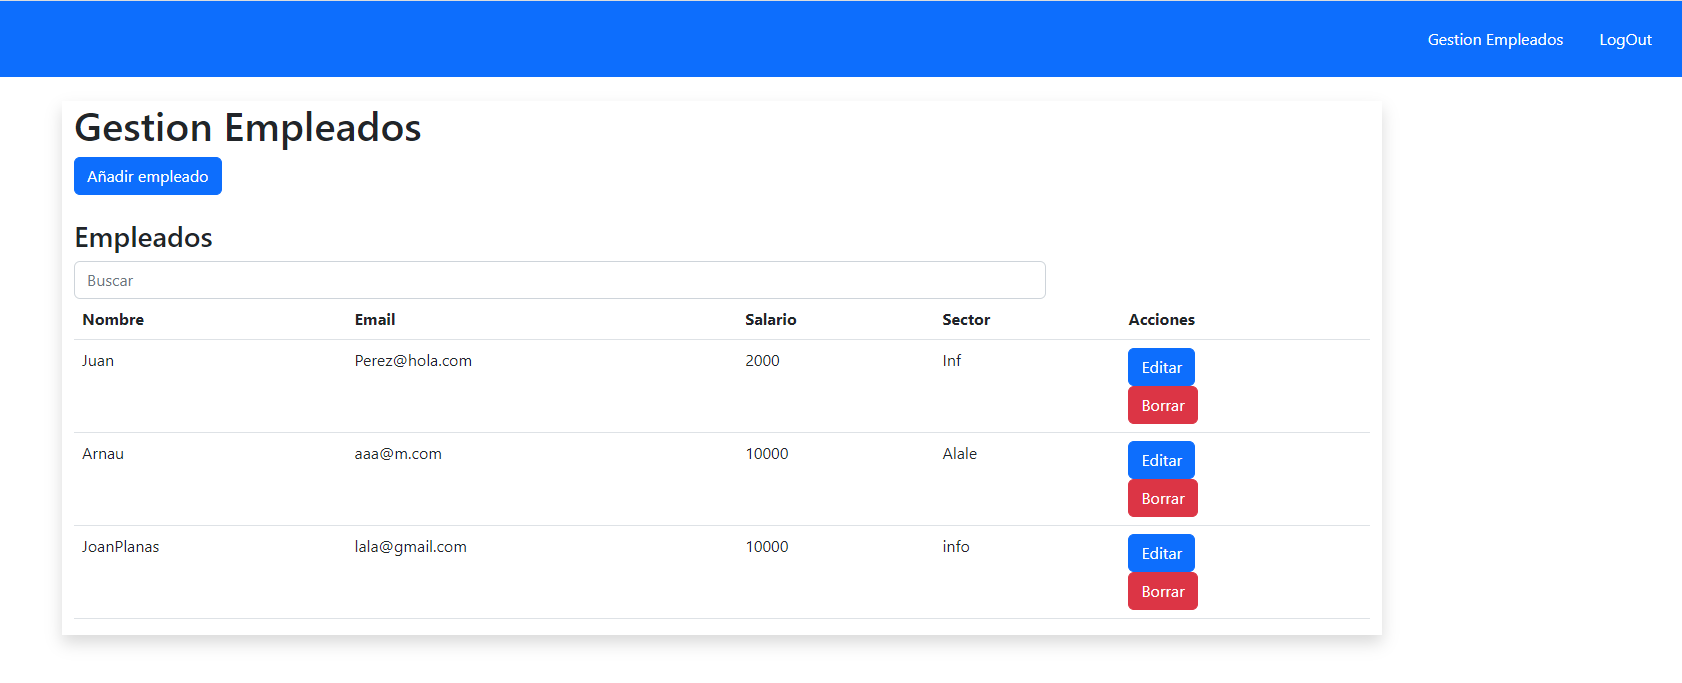 Gestion Empleados LogOut
Gestion Empleados
Añadir empleado
Empleados
Buscar
Nombre Email Salario Sector Acciones
Juan Perez@hola.com 2000 Inf Editar
Borrar
Arnau aaa@m.com 10000 Alale Editar
Borrar
JoanPlanas lala@gmail.com 10000 info Editar
Borrar